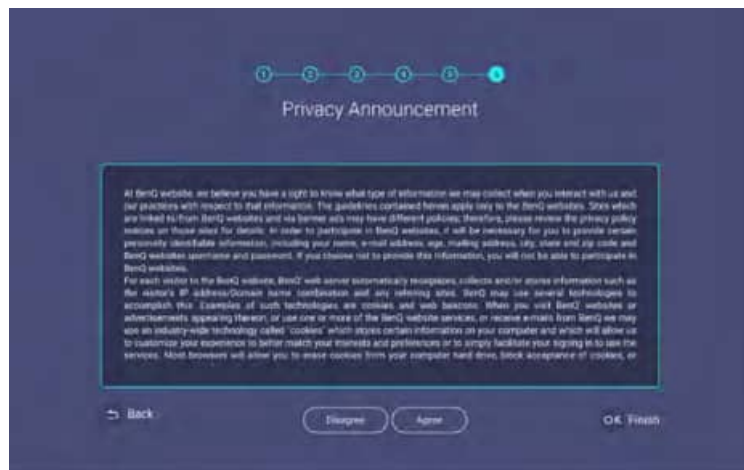 1 2 3 4 5 6
Privacy Announcement
At BenQ website, we believe you have a right to know what type of information we may collect when you interact with us and
our practices with respect to that information. The guidelines contained herein apply only to the BenQ websites. Sites which
are linked to/from BenQ websites and via banner ads may have different policies; therefore, please review the privacy policy
notices on those sites for details. In order to participate in BenQ websites, it will be necessary for you to provide certain
personally identifiable information, including your name, e-mail address, age, mailing address, city, state and zip code and
BenQ websites username and password. If you choose not to provide this information, you will not be able to participate in
BenQ websites.
For each visitor to the BenQ website, BenQ' web server automatically recognizes, collects and/or stores information such as
the visitor's IP address/Domain name combination and any referring sites. BenQ may use several technologies to
accomplish this. Examples of such technologies are cookies and web beacons. When you visit BenQ' websites or
advertisements appearing thereon, or use one or more of the BenQ website services, or receive e-mails from BenQ we may
use an industry-wide technology called "cookies" which stores certain information on your computer and which will allow us
to customize your experience to better match your interests and preferences or to simply facilitate your signing in to use the
services. Most browsers will allow you to erase cookies from your computer hard drive, block acceptance of cookies, or
Back Disagree Agree OK Finish